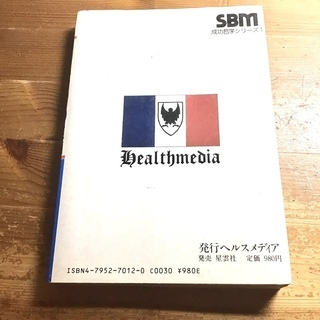 SBM
成功哲学シリーズ1
Healthmedia
発行ヘルスメディア
発売 星雲社 定価 980円
ISBN4-7952-7012-0 C0030 ¥980E